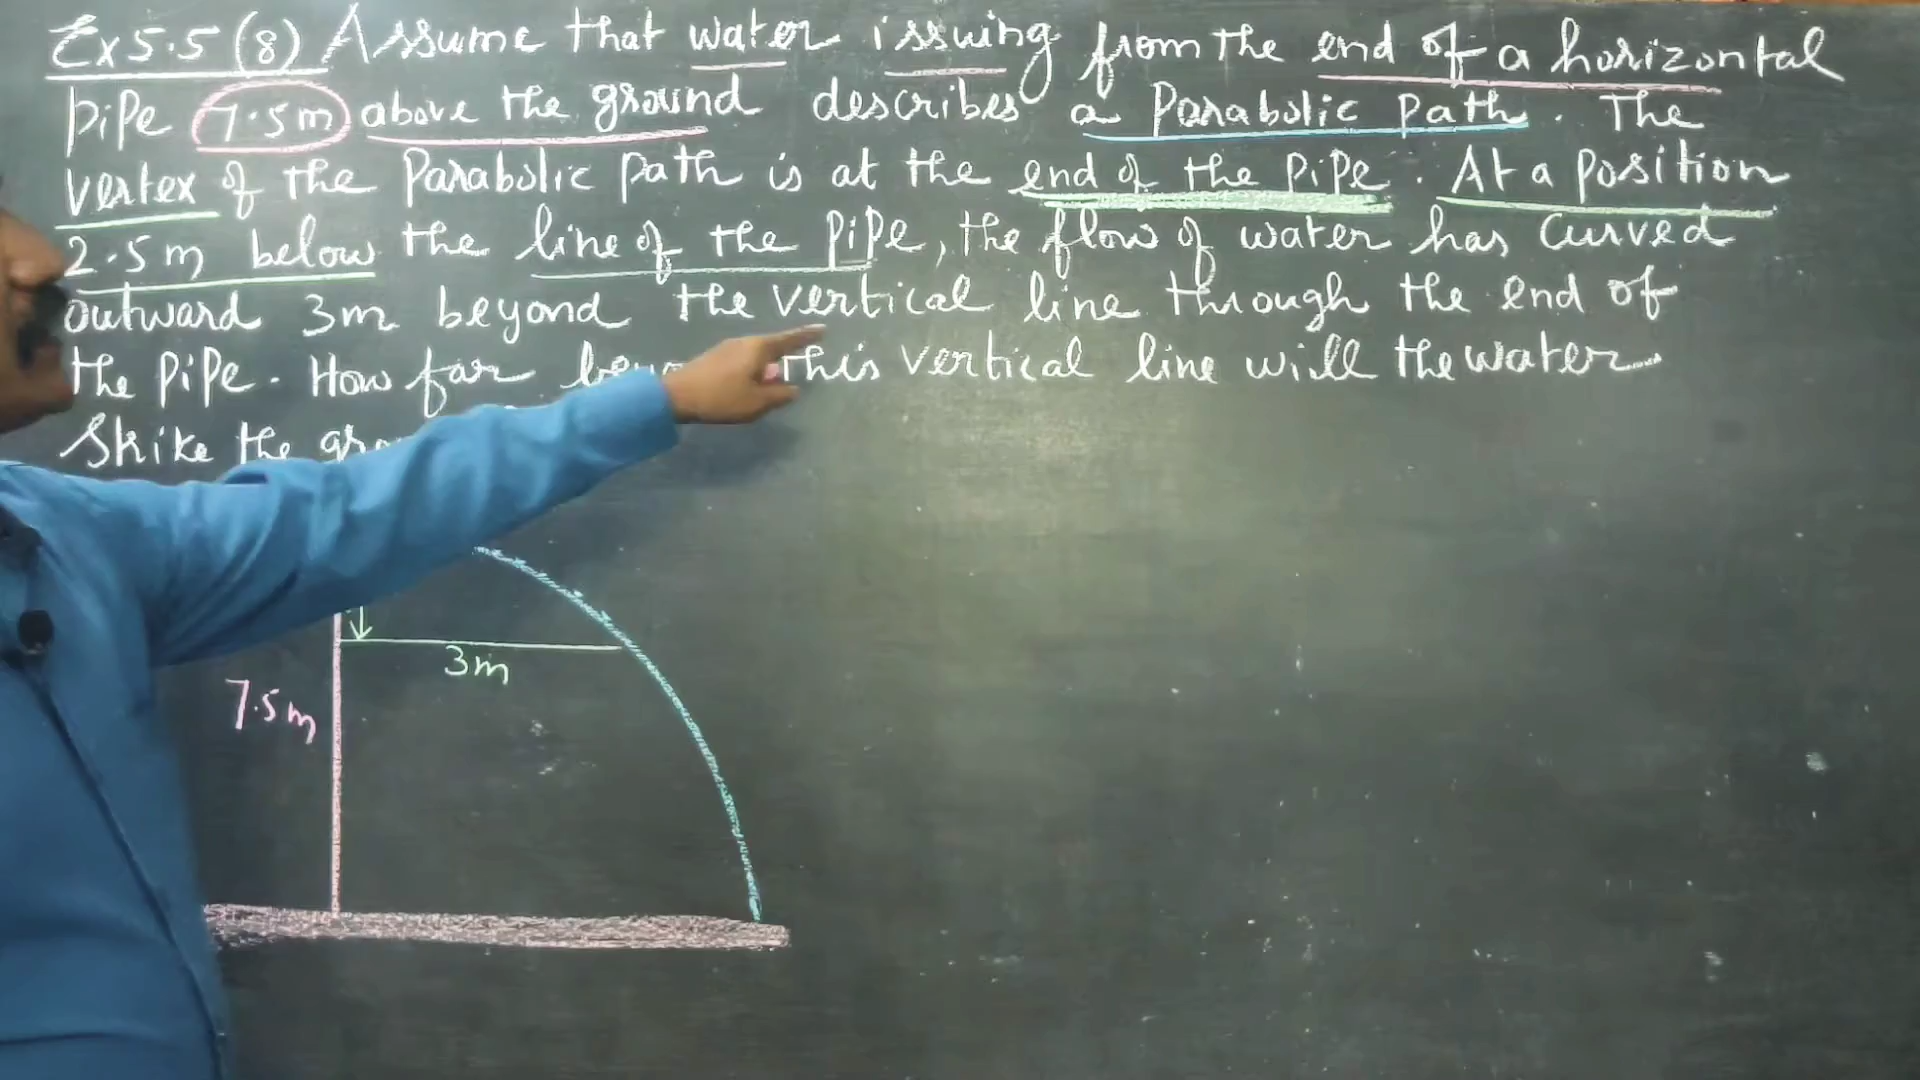 Ex 5.5 (8) Assume that water issuing from the end of a horizontal
pipe 7.5m above the ground describes a parabolic path. The
vertex of the parabolic path is at the end of the pipe. At a position
2.5m below the line of the pipe, the flow of water has curved
outward 3m beyond the vertical line through the end of
the pipe. How far this vertical line will the water
strike the
3m
7.5m